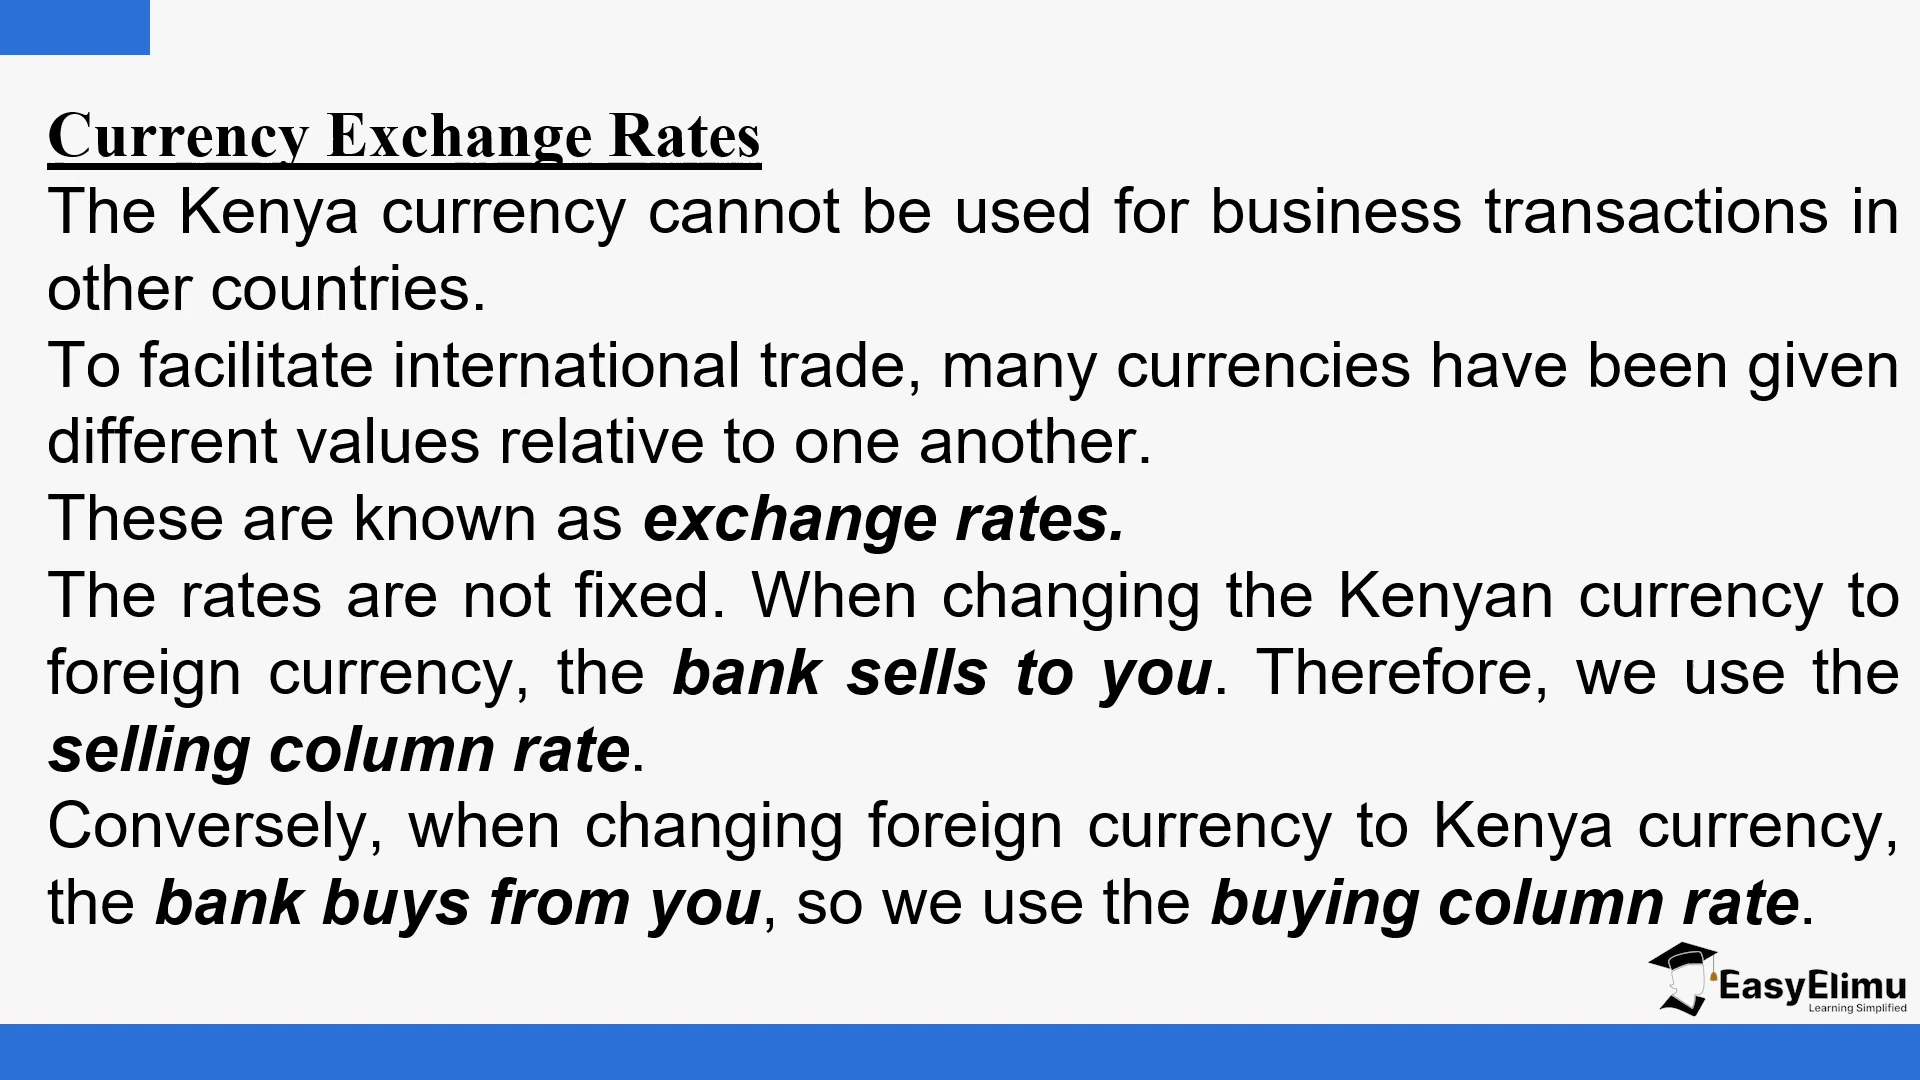 Currency Exchange Rates
The Kenya currency cannot be used for business transactions in
other countries.
To facilitate international trade, many currencies have been given
different values relative to one another.
These are known as exchange rates.
The rates are not fixed. When changing the Kenyan currency to
foreign currency, the bank sells to you. Therefore, we use the
selling column rate.
Conversely, when changing foreign currency to Kenya currency,
the bank buys from you, so we use the buying column rate.
EasyElimu
Learning Simplified